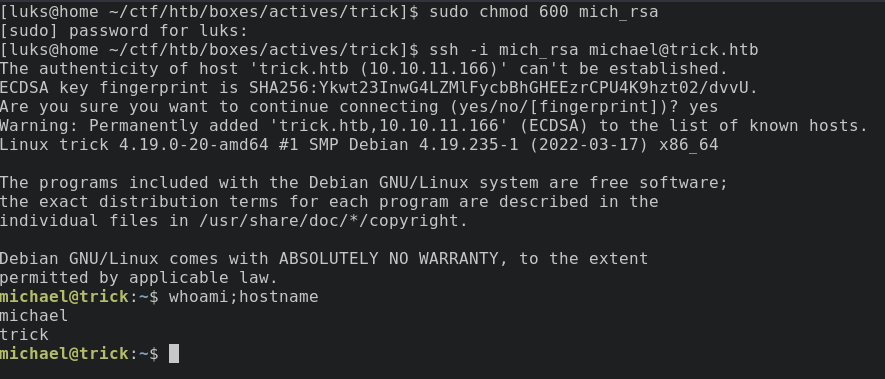 [luks@home ~/ctf/htb/boxes/actives/trick]$ sudo chmod 600 mich_rsa
[sudo] password for luks:
[luks@home ~/ctf/htb/boxes/actives/trick]$ ssh -i mich_rsa michael@trick.htb
The authenticity of host 'trick.htb (10.10.11.166)' can't be established.
ECDSA key fingerprint is SHA256:Ykwt23InwG4LZMlFycbBhGHEEzrCPU4K9hzt02/dvvU.
Are you sure you want to continue connecting (yes/no/[fingerprint])? yes
Warning: Permanently added 'trick.htb,10.10.11.166' (ECDSA) to the list of known hosts.
Linux trick 4.19.0-20-amd64 #1 SMP Debian 4.19.235-1 (2022-03-17) x86_64

The programs included with the Debian GNU/Linux system are free software;
the exact distribution terms for each program are described in the
individual files in /usr/share/doc/*/copyright.

Debian GNU/Linux comes with ABSOLUTELY NO WARRANTY, to the extent
permitted by applicable law.
michael@trick:~$ whoami;hostname
michael
trick
michael@trick:~$